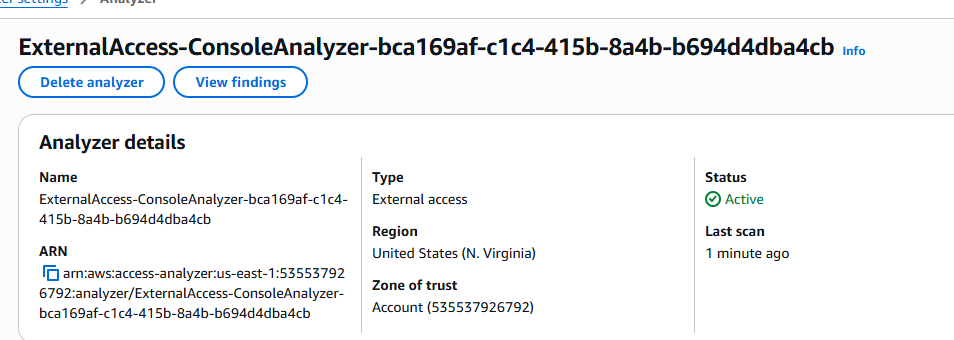 Analyzer
ExternalAccess-ConsoleAnalyzer-bca169af-c1c4-415b-8a4b-b694d4dba4cb Info
Delete analyzer
View findings
Analyzer details
Name
ExternalAccess-ConsoleAnalyzer-bca169af-c1c4-
415b-8a4b-b694d4dba4cb
ARN
arn:aws:access-analyzer:us-east-1:53553792
6792:analyzer/ExternalAccess-ConsoleAnalyzer-
bca169af-c1c4-415b-8a4b-b694d4dba4cb
Type
External access
Region
United States (N. Virginia)
Zone of trust
Account (535537926792)
Status
Active
Last scan
1 minute ago